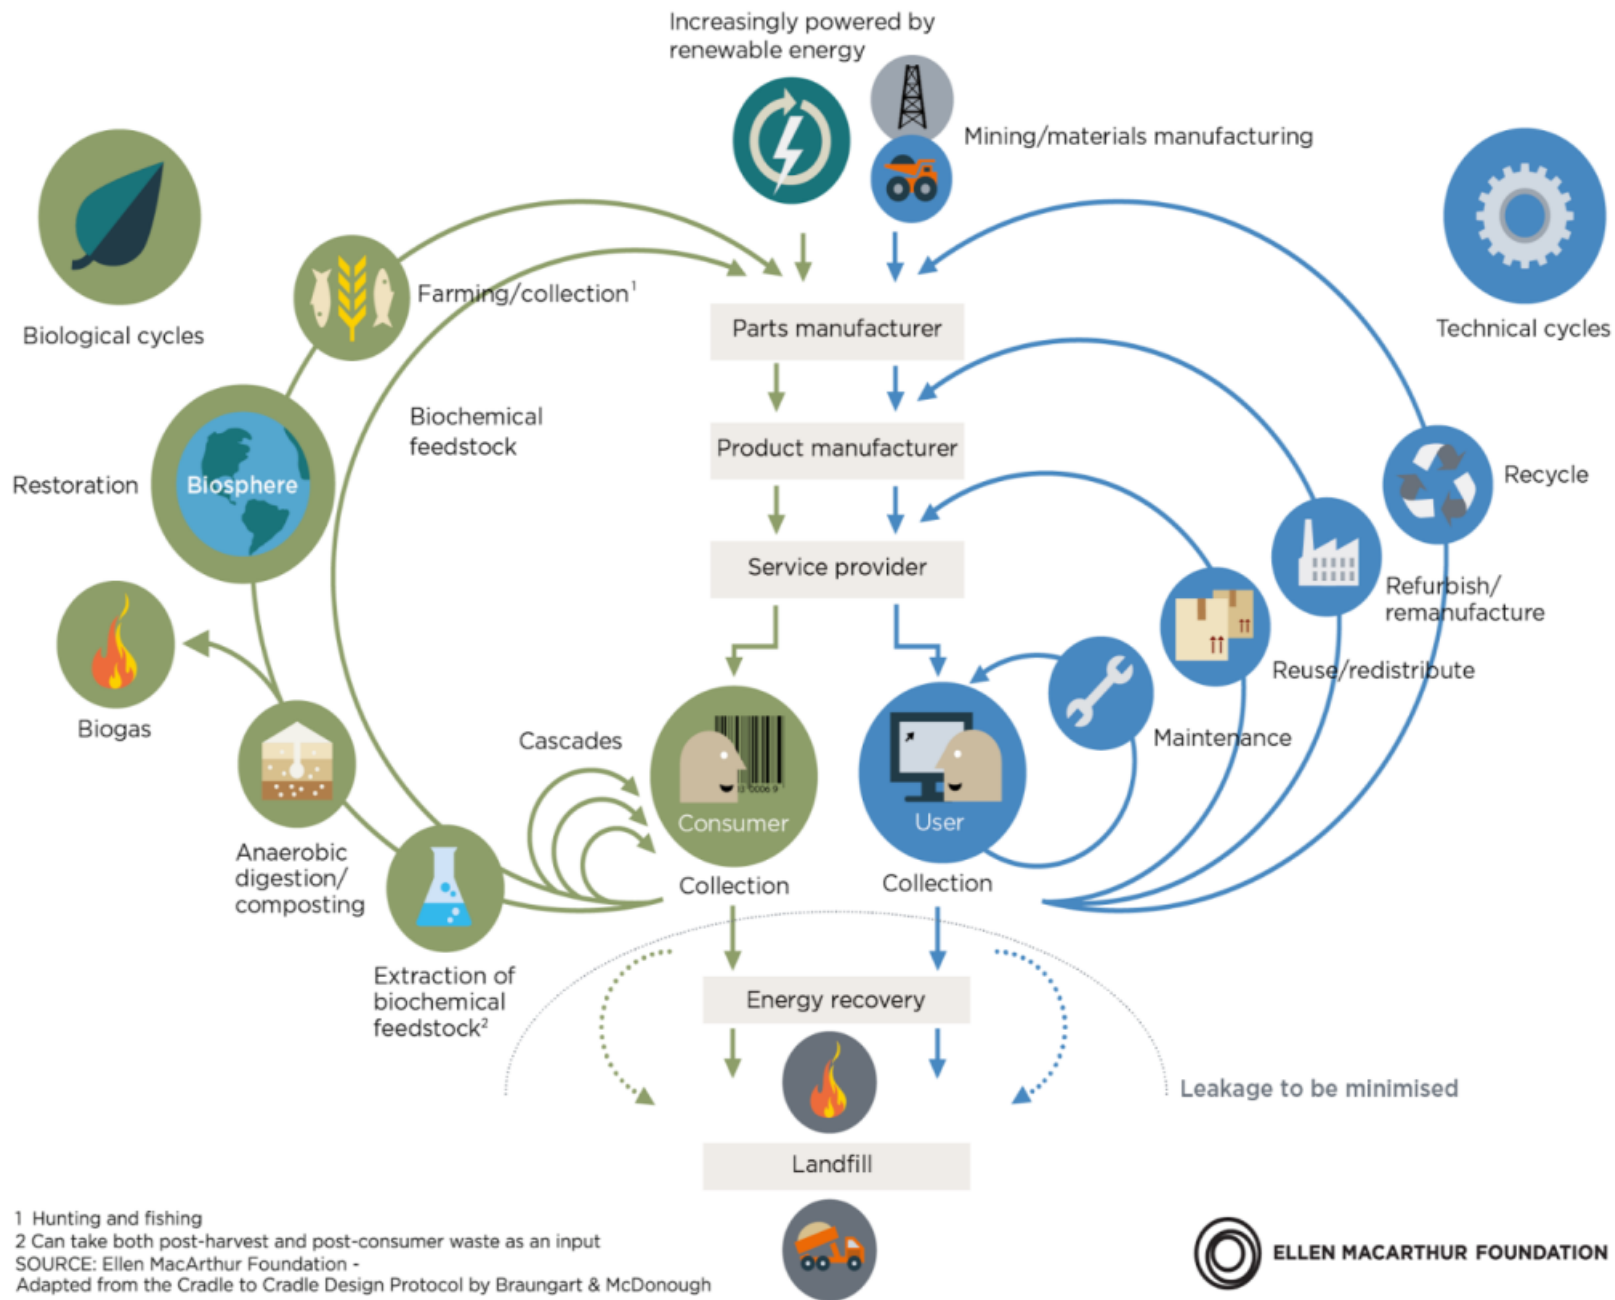 Increasingly powered by
renewable energy
Mining/materials manufacturing
Biological cycles
Technical cycles
Farming/collection¹
Parts manufacturer
Biochemical
feedstock
Product manufacturer
Recycle
Restoration
Biosphere
Service provider
Refurbish/
remanufacture
Reuse/redistribute
Biogas
Cascades
Maintenance
Consumer
User
Anaerobic
digestion/
composting
Collection
Collection
Extraction of
biochemical
feedstock²
Energy recovery
Leakage to be minimised
Landfill
1 Hunting and fishing
2 Can take both post-harvest and post-consumer waste as an input
SOURCE: Ellen MacArthur Foundation -
Adapted from the Cradle to Cradle Design Protocol by Braungart & McDonough
ELLEN MACARTHUR FOUNDATION